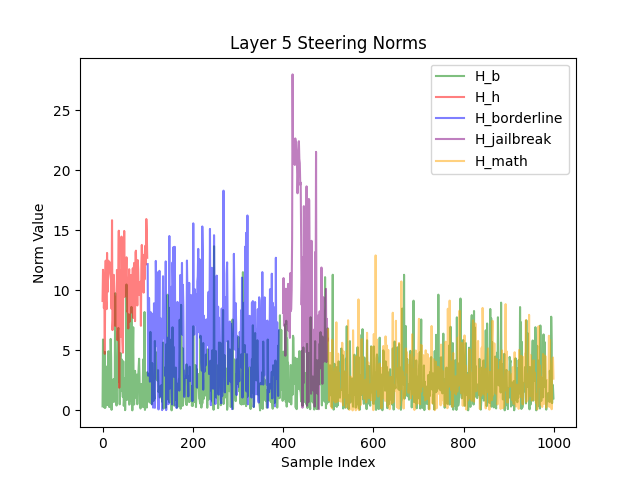 Layer 5 Steering Norms
H_b
H_h
H_borderline
H_jailbreak
H_math
Norm Value
25
20
15
10
5
0
0 200 400 600 800 1000
Sample Index